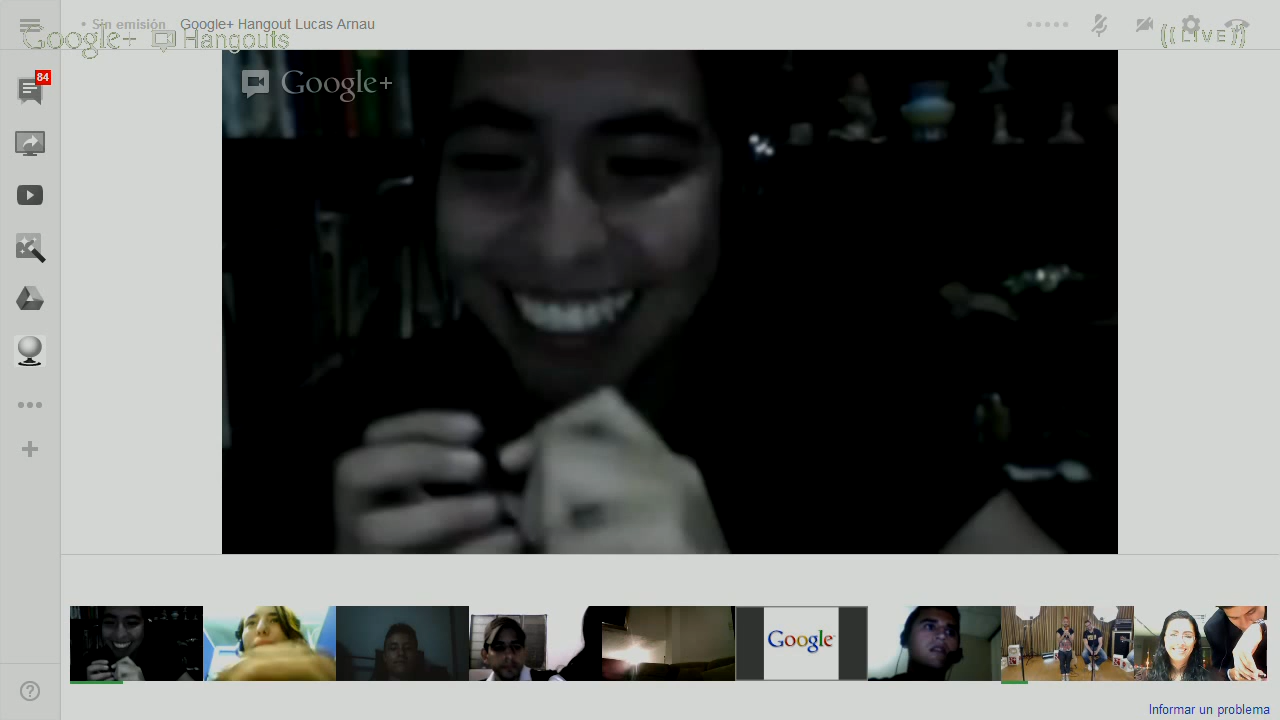 • Sin emisión Google+ Hangout Lucas Arnau
Google+ Hangouts
((LIVE))
84
Google+
Google
Informar un problema